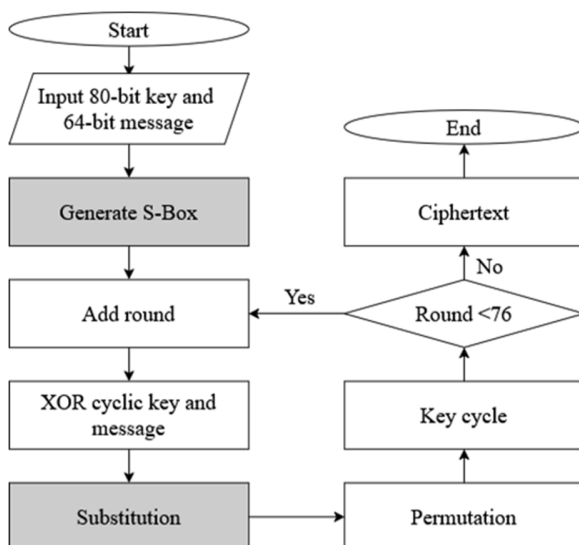 Start
Input 80-bit key and
64-bit message
Generate S-Box
Add round
XOR cyclic key and
message
Substitution
Permutation
Key cycle
Round <76
Yes
No
Ciphertext
End